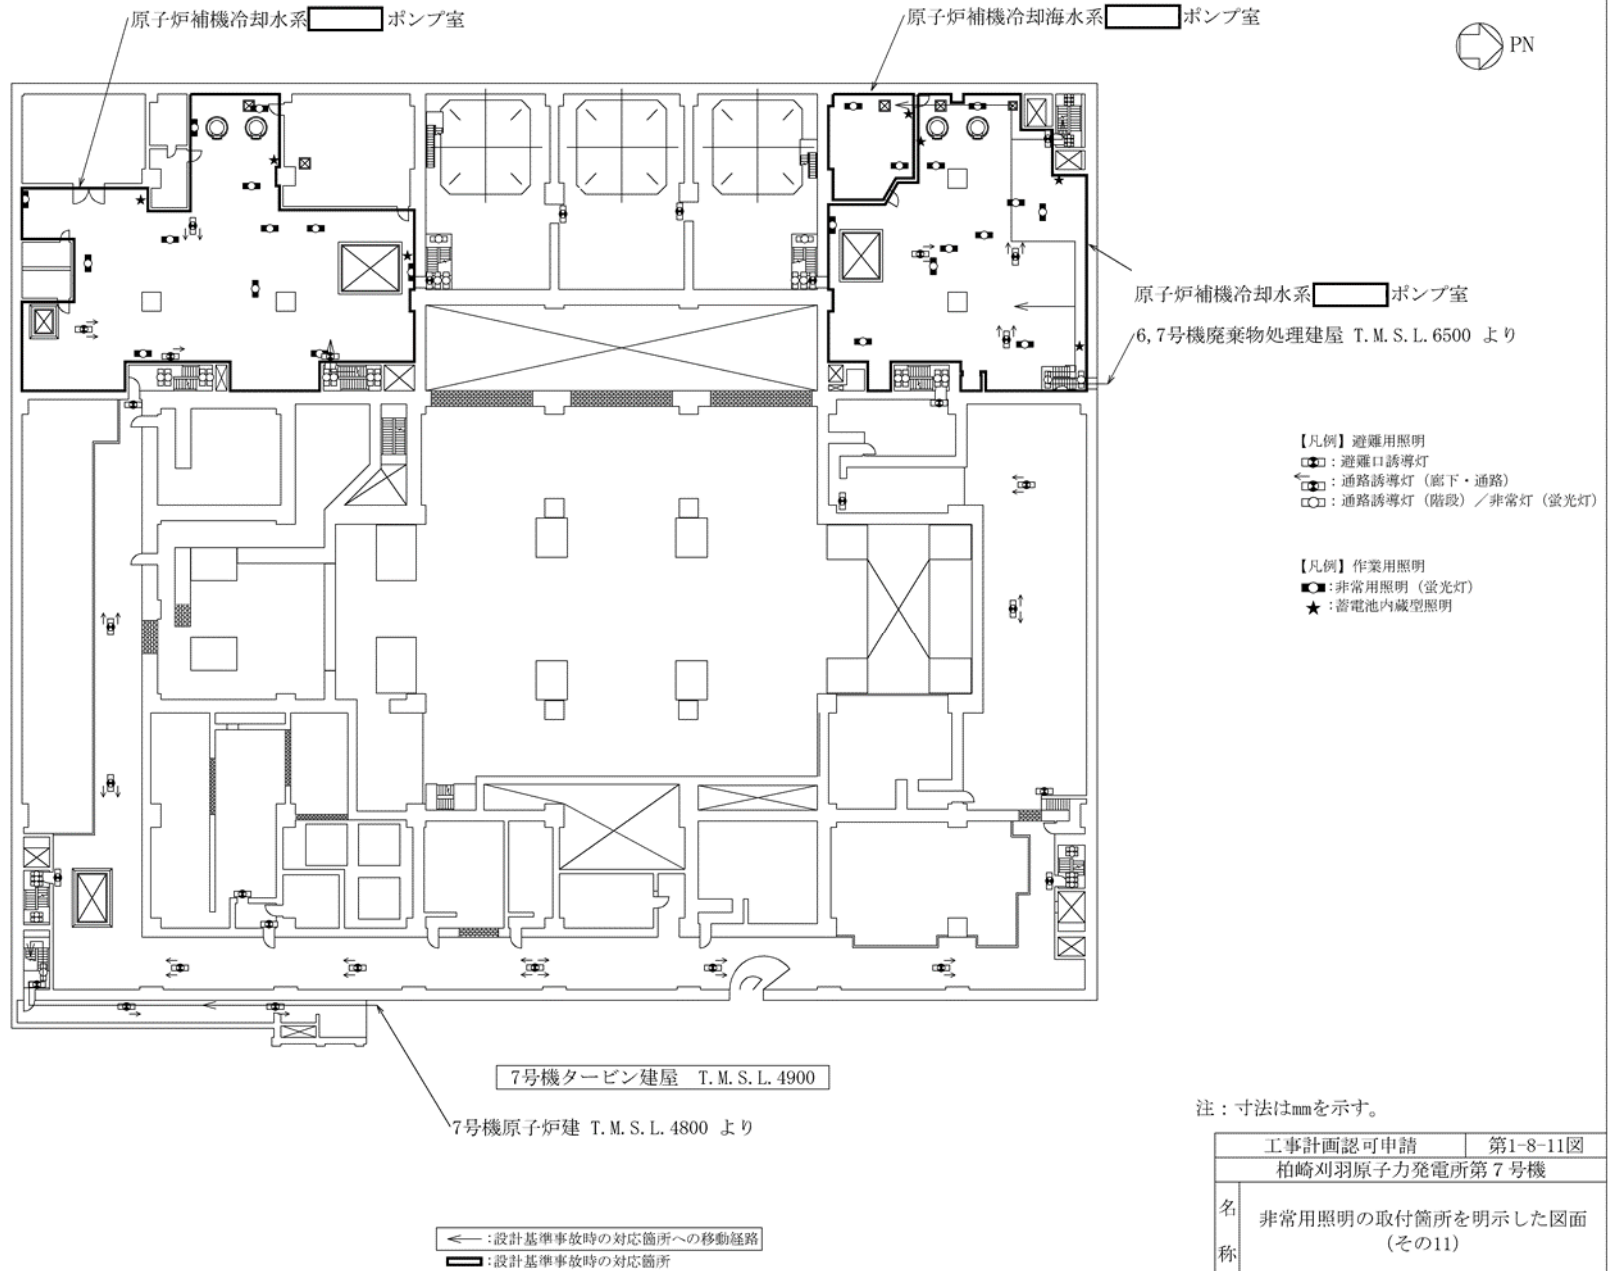 原子炉補機冷却水系 ポンプ室
原子炉補機冷却海水系 ポンプ室
PN
原子炉補機冷却水系 ポンプ室
6,7号機廃棄物処理建屋 T.M.S.L.6500 より
【凡例】避難用照明
：避難口誘導灯
：通路誘導灯（廊下・通路）
：通路誘導灯（階段）／非常灯（蛍光灯）
【凡例】作業用照明
：非常用照明（蛍光灯）
★：蓄電池内蔵型照明
7号機タービン建屋 T.M.S.L.4900
7号機原子炉建 T.M.S.L.4800 より
注：寸法は㎜を示す。
工事計画認可申請 第1-8-11図
柏崎刈羽原子力発電所第７号機
名称 非常用照明の取付箇所を明示した図面
（その11）
：設計基準事故時の対応箇所への移動経路
：設計基準事故時の対応箇所